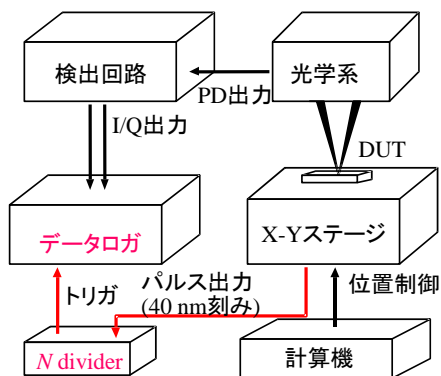 検出回路
光学系
PD出力
I/Q出力
DUT
データロガ
X-Yステージ
トリガ
パルス出力
(40 nm刻み)
位置制御
N divider
計算機